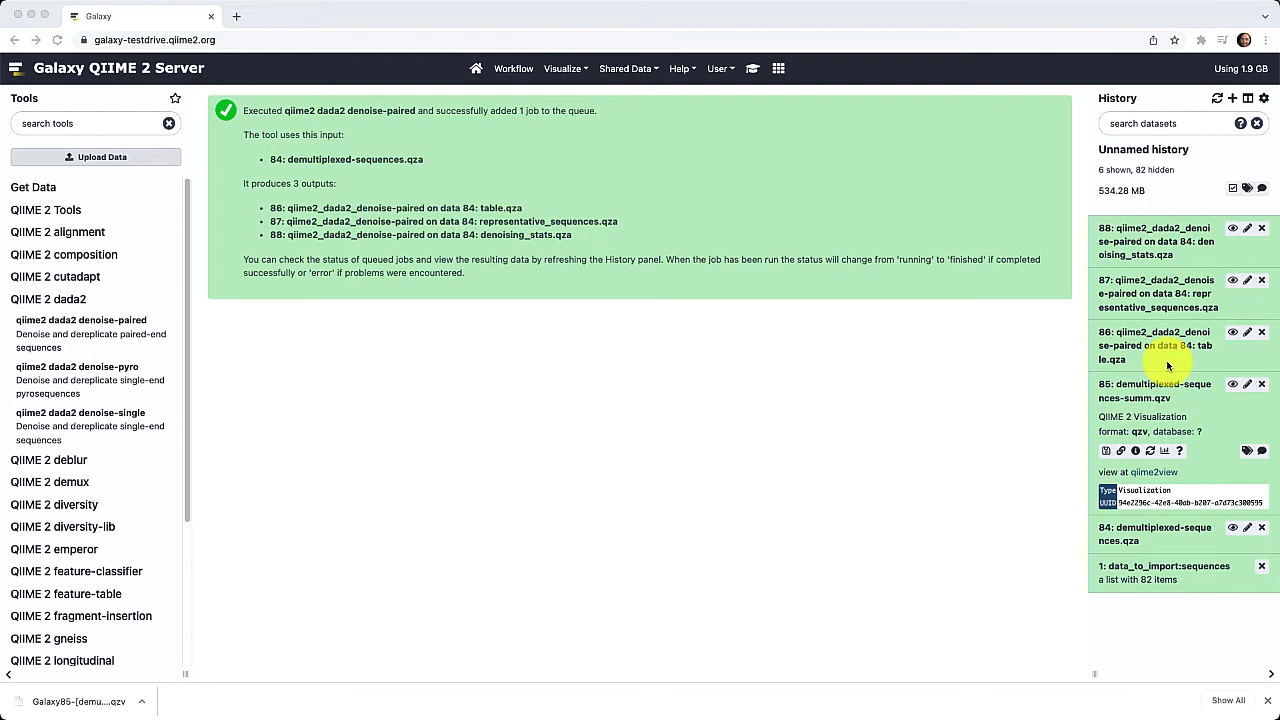 Galaxy
galaxy-testdrive.qiime2.org
Galaxy QIIME 2 Server
Workflow
Visualize
Shared Data
Help
User
Using 1.9 GB
Tools
search tools
Upload Data
Get Data
QIIME 2 Tools
QIIME 2 alignment
QIIME 2 composition
QIIME 2 cutadapt
QIIME 2 dada2
qiime2 dada2 denoise-paired
Denoise and dereplicate paired-end
sequences
qiime2 dada2 denoise-pyro
Denoise and dereplicate single-end
pyrosequences
qiime2 dada2 denoise-single
Denoise and dereplicate single-end
sequences
QIIME 2 deblur
QIIME 2 demux
QIIME 2 diversity
QIIME 2 diversity-lib
QIIME 2 emperor
QIIME 2 feature-classifier
QIIME 2 feature-table
QIIME 2 fragment-insertion
QIIME 2 gneiss
QIIME 2 longitudinal
Executed qiime2 dada2 denoise-paired and successfully added 1 job to the queue.
The tool uses this input:
• 84: demultiplexed-sequences.qza
It produces 3 outputs:
• 86: qiime2_dada2_denoise-paired on data 84: table.qza
• 87: qiime2_dada2_denoise-paired on data 84: representative_sequences.qza
• 88: qiime2_dada2_denoise-paired on data 84: denoising_stats.qza
You can check the status of queued jobs and view the resulting data by refreshing the History panel. When the job has been run the status will change from 'running' to 'finished' if completed
successfully or 'error' if problems were encountered.
History
search datasets
Unnamed history
6 shown, 82 hidden
534.28 MB
88: qiime2_dada2_denoi
se-paired on data 84: den
oising_stats.qza
87: qiime2_dada2_denois
e-paired on data 84: repr
esentative_sequences.qza
86: qiime2_dada2_denoi
se-paired on data 84: tab
le.qza
85: demultiplexed-seque
nces-summ.qzv
QIIME 2 Visualization
format: qzv, database: ?
view at qiime2view
Type Visualization
UUID 94e2296c-42e8-40ab-b207-a7d73c300595
84: demultiplexed-seque
nces.qza
1: data_to_import:sequences
a list with 82 items
Galaxy85-[demu....qzv
Show All